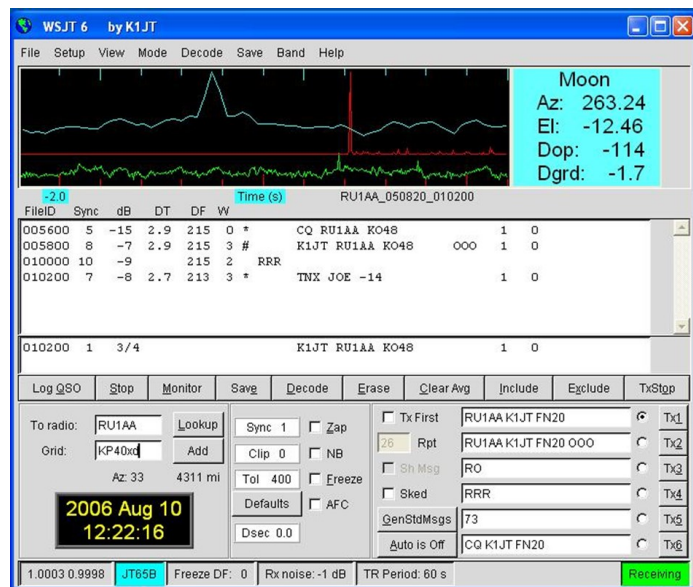 WSJT 6 by K1JT
File Setup View Mode Decode Save Band Help
Moon
Az: 263.24
El: -12.46
Dop: -114
Dgrd: -1.7
-2.0 Time (s) RU1AA_050820_010200
FileID Sync dB DT DF W
005600 5 -15 2.9 215 0 * CQ RU1AA KO48 1 0
005800 8 -7 2.9 215 3 # K1JT RU1AA KO48 OOO 1 0
010000 10 -9 215 2 RRR
010200 7 -8 2.7 213 3 * TNX JOE -14 1 0
010200 1 3/4 K1JT RU1AA KO48 1 0
Log QSO Stop Monitor Save Decode Erase Clear Avg Include Exclude TxStop
To radio: RU1AA Lookup
Grid: KP40xd Add
Az: 33 4311 mi
2006 Aug 10
12:22:16
Sync 1 Zap
Clip 0 NB
Tol 400 Freeze
Defaults AFC
Dsec 0.0
Tx First RU1AA K1JT FN20 Tx1
26 Rpt RU1AA K1JT FN20 OOO Tx2
Sh Msg RO Tx3
Sked RRR Tx4
GenStdMsgs 73 Tx5
Auto is Off CQ K1JT FN20 Tx6
1.0003 0.9998 JT65B Freeze DF: 0 Rx noise: -1 dB TR Period: 60 s Receiving